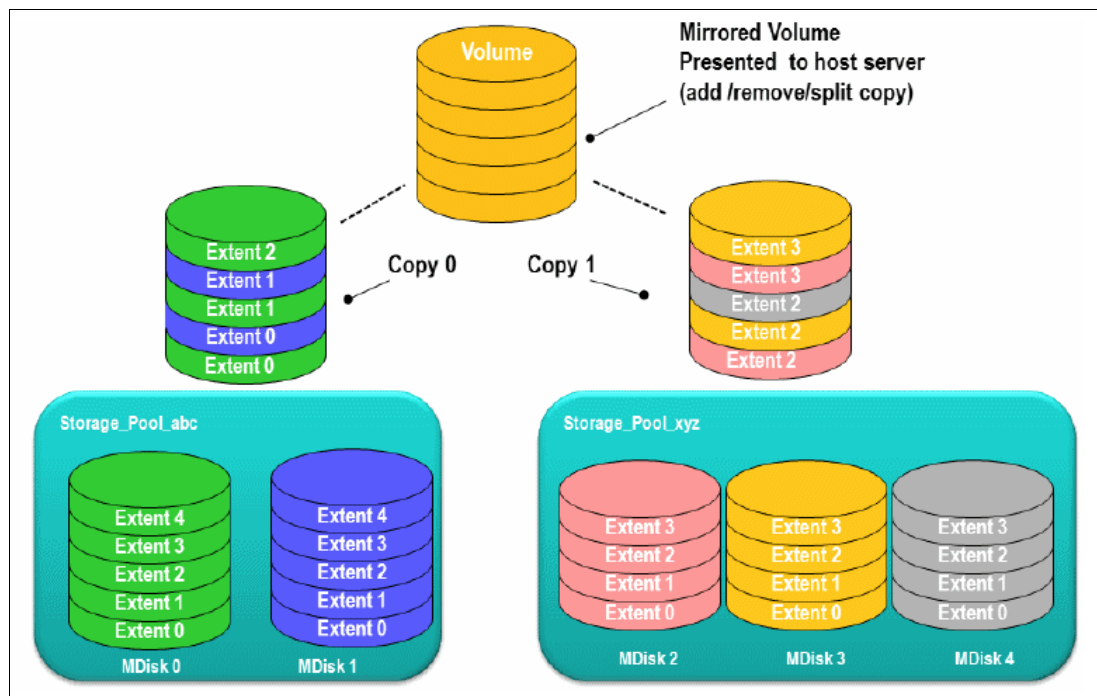 Volume
Mirrored Volume
Presented to host server
(add /remove/split copy)
Extent 2
Extent 1
Extent 1
Extent 0
Extent 0
Copy 0
Copy 1
Extent 3
Extent 3
Extent 2
Extent 2
Extent 2
Storage_Pool_abc
Extent 4
Extent 3
Extent 2
Extent 1
Extent 0
MDisk 0
Extent 4
Extent 3
Extent 2
Extent 1
Extent 0
MDisk 1
Storage_Pool_xyz
Extent 3
Extent 2
Extent 1
Extent 0
MDisk 2
Extent 3
Extent 2
Extent 1
Extent 0
MDisk 3
Extent 3
Extent 2
Extent 1
Extent 0
MDisk 4